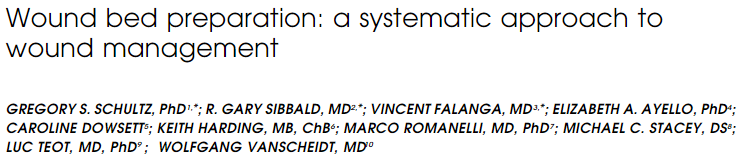 Wound bed preparation: a systematic approach to
wound management
GREGORY S. SCHULTZ, PhD¹,*; R. GARY SIBBALD, MD²,*; VINCENT FALANGA, MD³,*; ELIZABETH A. AYELLO, PhD⁴;
CAROLINE DOWSETT⁵; KEITH HARDING, MB, ChB⁶; MARCO ROMANELLI, MD, PhD⁷; MICHAEL C. STACEY, DS⁸;
LUC TEOT, MD, PhD⁹ ; WOLFGANG VANSCHEIDT, MD¹⁰